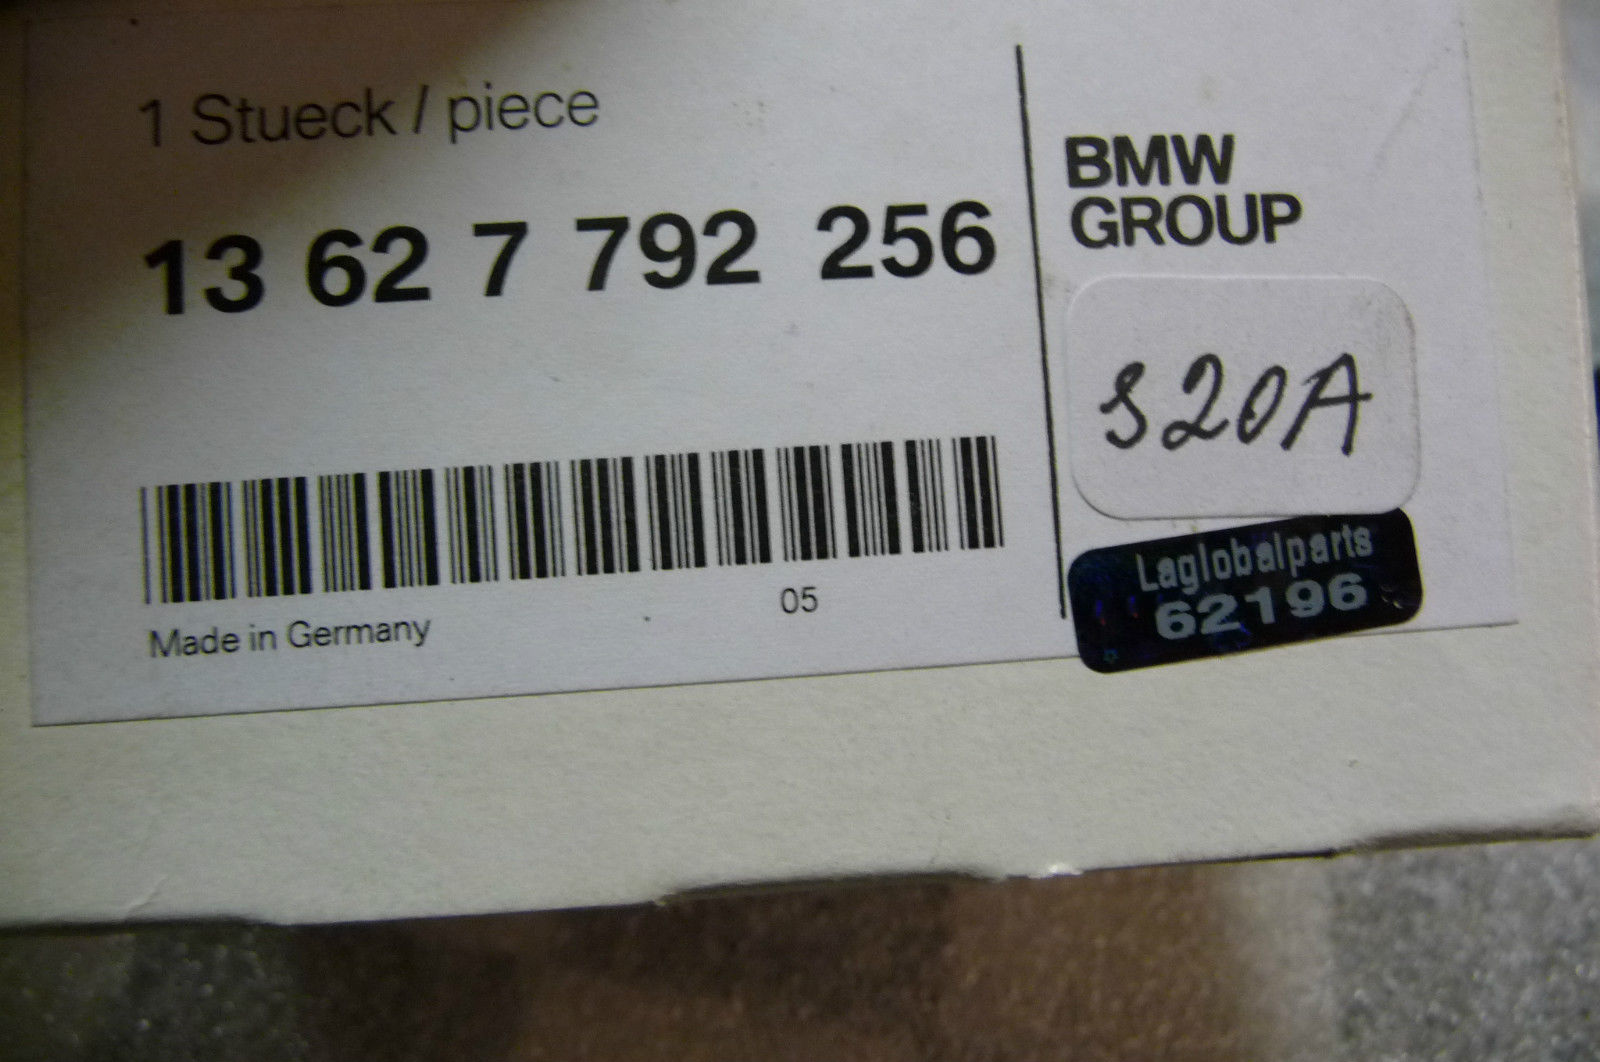 1 Stueck / piece
13 62 7 792 256
Made in Germany
05
BMW
GROUP
S20A
Laglobalparts
62196